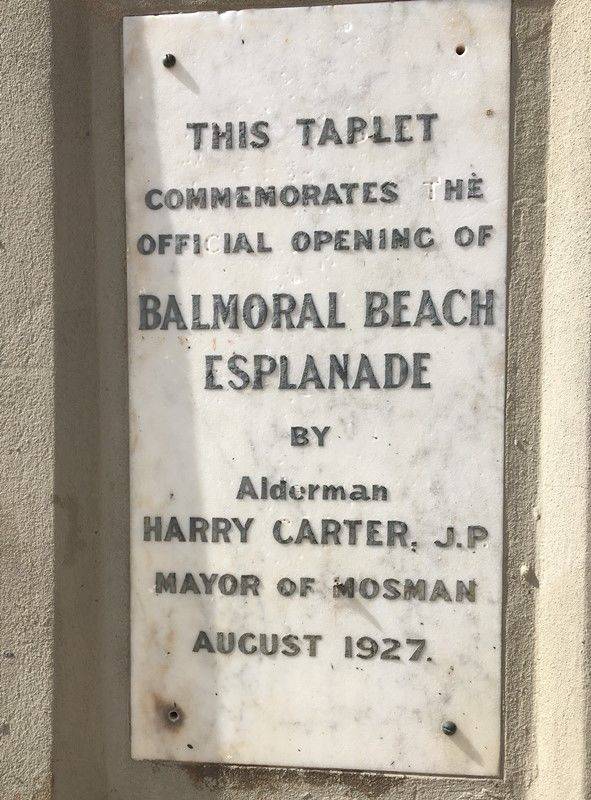 THIS TABLET
COMMEMORATES THE
OFFICIAL OPENING OF
BALMORAL BEACH
ESPLANADE
BY
Alderman
HARRY CARTER, J.P
MAYOR OF MOSMAN
AUGUST 1927.